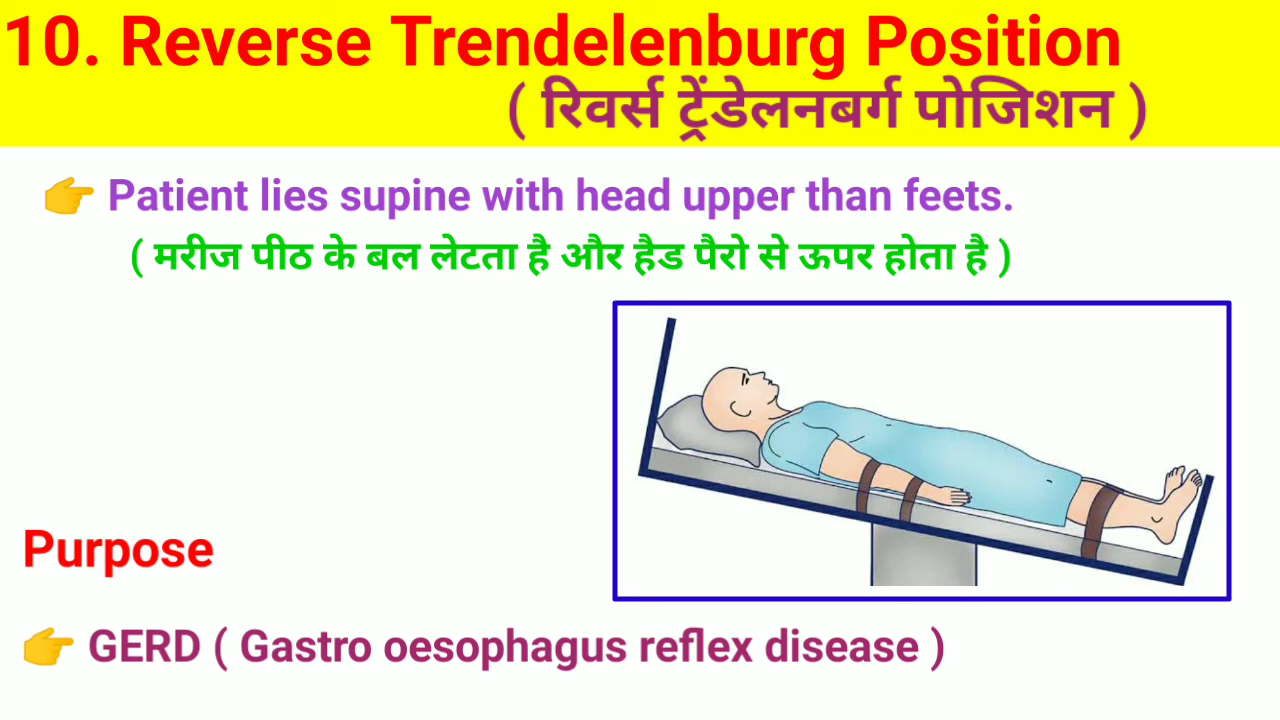 10. Reverse Trendelenburg Position
( रिवर्स ट्रेंडेलनबर्ग पोजिशन )
👉 Patient lies supine with head upper than feets.
( मरीज पीठ के बल लेटता है और हैड पैरो से ऊपर होता है )
Purpose
👉 GERD ( Gastro oesophagus reflex disease )